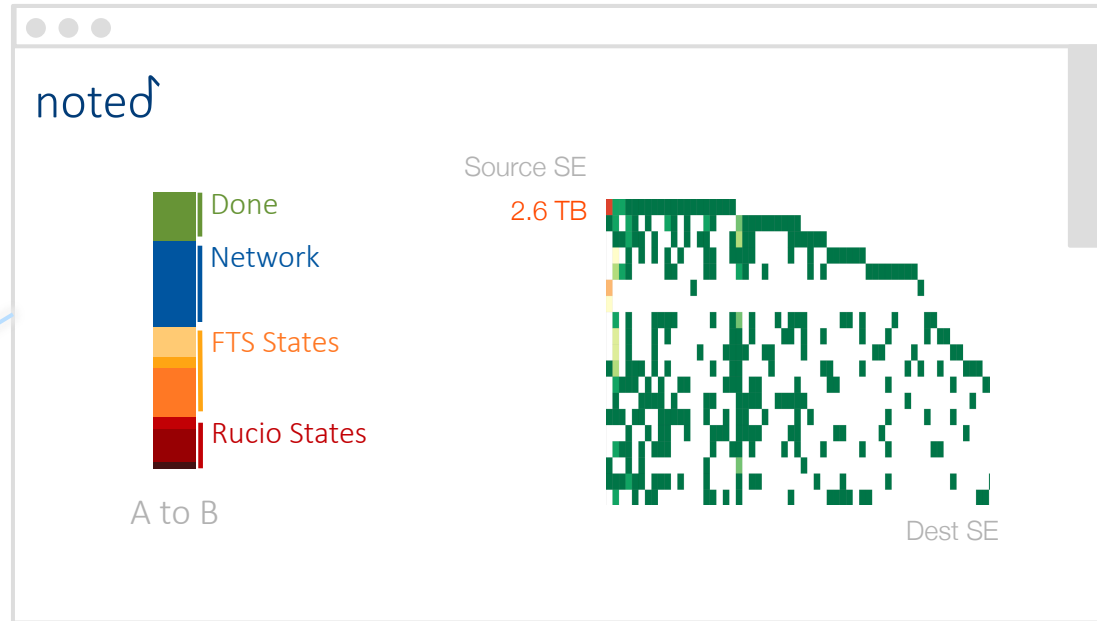 noted
Source SE
2.6 TB
Done
Network
FTS States
Rucio States
A to B
Dest SE